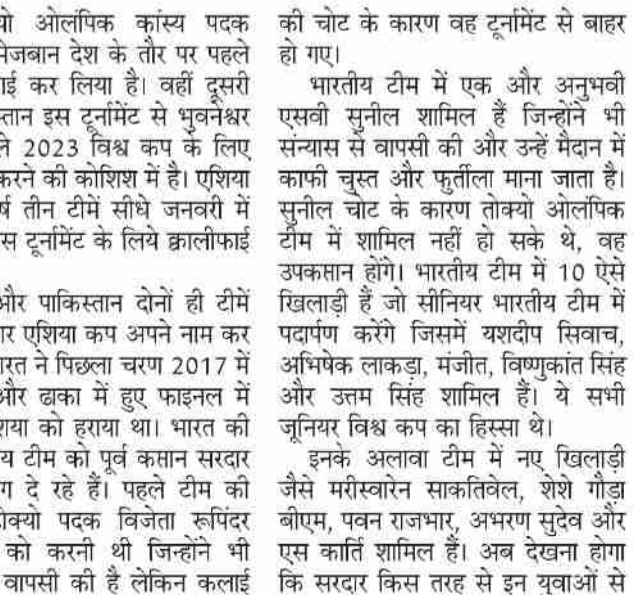 ओलंपिक कांस्य पदक
देश के तौर पर पहले
कर लिया है। वहीं दूसरी
इस टूर्नामेंट से भुवनेश्वर
2023 विश्व कप के लिए
करने की कोशिश में है। एशिया
तीन टीमें सीधे जनवरी में
टूर्नामेंट के लिये क्वालीफाई
और पाकिस्तान दोनों ही टीमें
एशिया कप अपने नाम कर
ने पिछला चरण 2017 में
और ढाका में हुए फाइनल में
को हराया था। भारत की
टीम को पूर्व कप्तान सरदार
दे रहे हैं। पहले टीम की
पदक विजेता रूपिंदर
को करनी थी जिन्होंने भी
वापसी की है लेकिन कलाई
की चोट के कारण वह टूर्नामेंट से बाहर
हो गए।
भारतीय टीम में एक और अनुभवी
एसवी सुनील शामिल हैं जिन्होंने भी
संन्यास से वापसी की और उन्हें मैदान में
काफी चुस्त और फुर्तीला माना जाता है।
सुनील चोट के कारण तोक्यो ओलंपिक
टीम में शामिल नहीं हो सके थे, वह
उपकप्तान होंगे। भारतीय टीम में 10 ऐसे
खिलाड़ी हैं जो सीनियर भारतीय टीम में
पदार्पण करेंगे जिसमें यशदीप सिवाच,
अभिषेक लाकड़ा, मंजीत, विष्णुकांत सिंह
और उत्तम सिंह शामिल हैं। ये सभी
जूनियर विश्व कप का हिस्सा थे।
इनके अलावा टीम में नए खिलाड़ी
जैसे मरीस्वारेन साकतिवेल, शेशे गौड़ा
बीएम, पवन राजभार, अभरण सुदेव और
एस कार्ति शामिल हैं। अब देखना होगा
कि सरदार किस तरह से इन युवाओं से